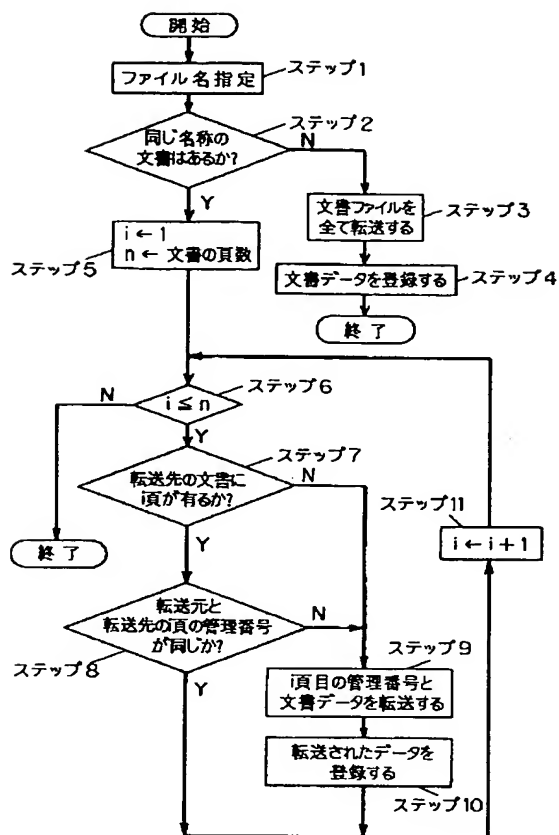 開始
ステップ1
ファイル名指定
ステップ2
同じ名称の
文書はあるか?
N
Y
ステップ3
文書ファイルを
全て転送する
i ← 1
n ← 文書の頁数
ステップ5
ステップ4
文書データを登録する
終了
ステップ6
N
i ≤ n
Y
ステップ7
転送先の文書に
i頁が有るか?
N
ステップ11
i ← i + 1
終了
Y
転送元と
転送先のi頁の管理番号
が同じか?
N
ステップ8
Y
ステップ9
i頁目の管理番号と
文書データを転送する
転送されたデータを
登録する
ステップ10